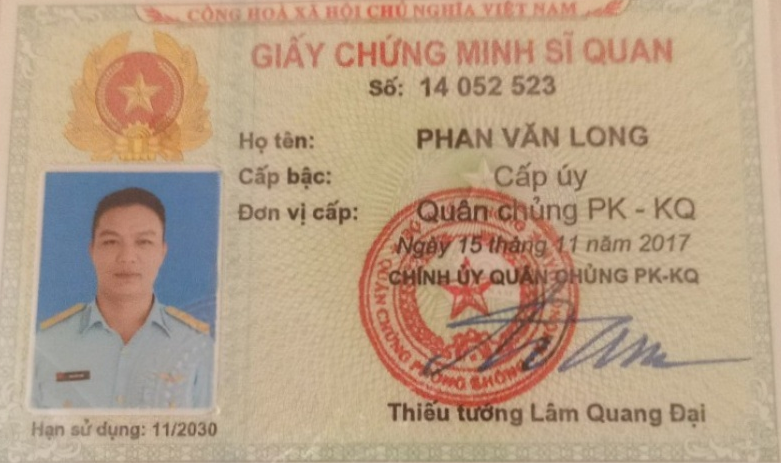 CỘNG HOÀ XÃ HỘI CHỦ NGHĨA VIỆT NAM
GIẤY CHỨNG MINH SĨ QUAN
Số: 14 052 523
Họ tên: PHAN VĂN LONG
Cấp bậc: Cấp úy
Đơn vị cấp: Quân chủng PK - KQ
Ngày 15 tháng 11 năm 2017
CHÍNH ỦY QUÂN CHỦNG PK-KQ
QUÂN CHỦNG PHÒNG KHÔNG
Thiếu tướng Lâm Quang Đại
Hạn sử dụng: 11/2030